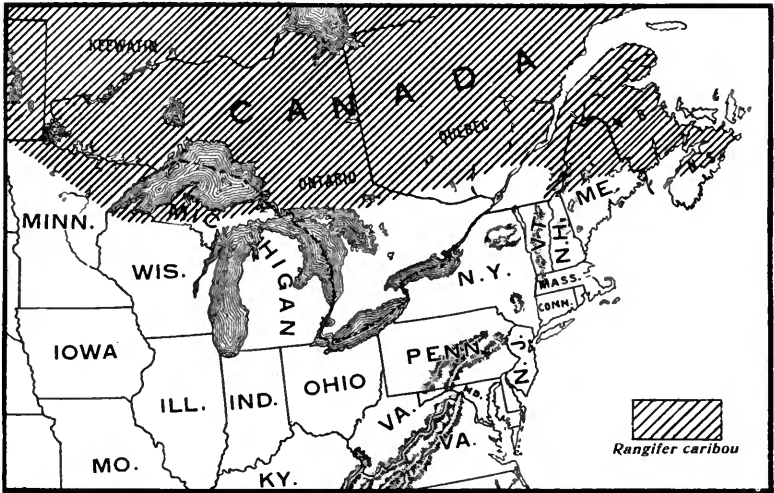 KEEWATIN
CANADA
QUEBEC
ONTARIO
N.B.
N.S.
ME.
MINN.
MICHIGAN
VT.
N.H.
WIS.
N.Y.
MASS.
CONN.
IOWA
PENN.
N.J.
ILL.
IND.
OHIO
MD.
VA.
VA.
MO.
KY.
Rangifer caribou